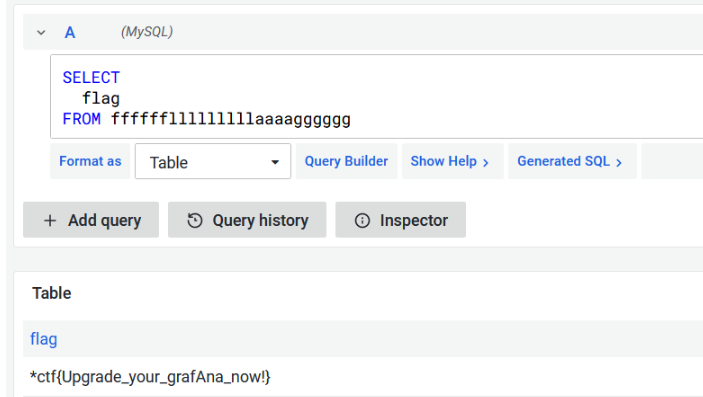 A (MySQL)
SELECT
flag
FROM ffffffllllllllllaaaagggggg
Format as Table Query Builder Show Help > Generated SQL >
+ Add query Query history Inspector
Table
flag
*ctf{Upgrade_your_grafAna_now!}